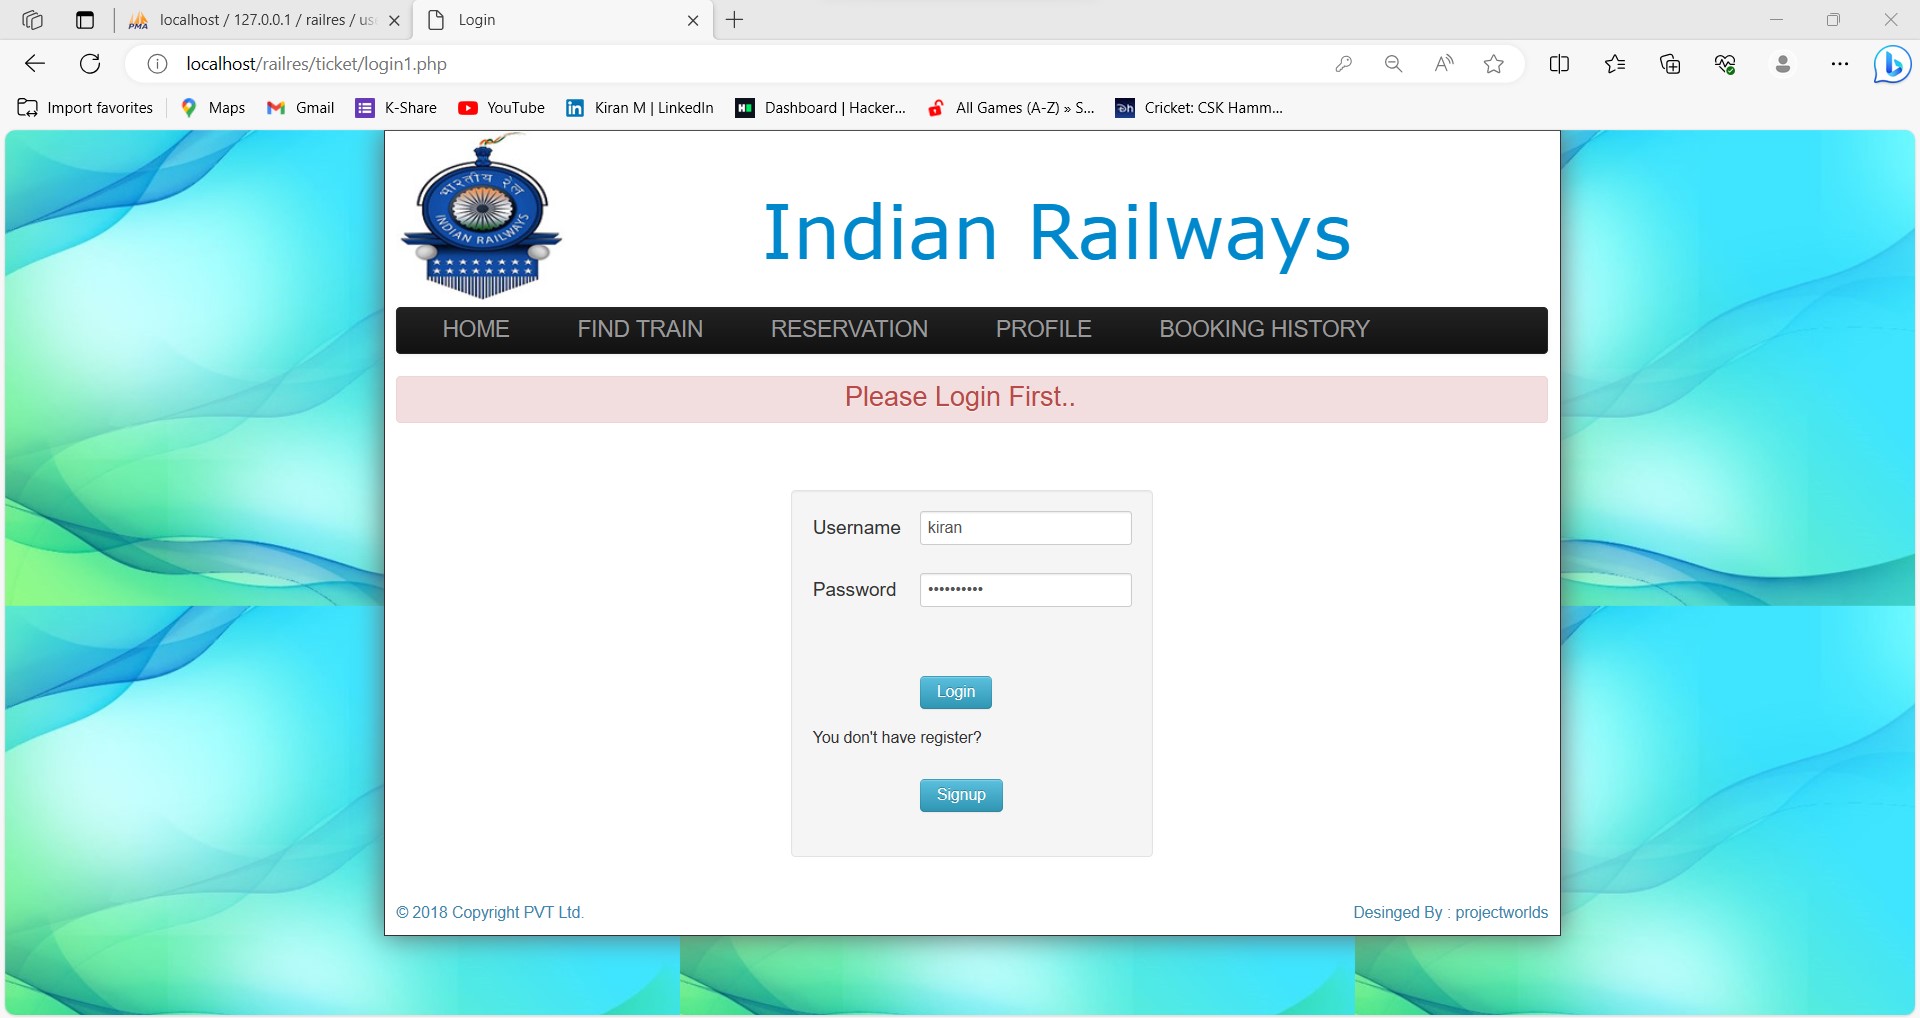 PMA localhost / 127.0.0.1 / railres / us
Login
localhost/railres/ticket/login1.php
Import favorites
Maps
Gmail
K-Share
YouTube
Kiran M | LinkedIn
Dashboard | Hacker...
All Games (A-Z) » S...
Cricket: CSK Hamm...
भारतीय रेल
INDIAN RAILWAYS
Indian Railways
HOME FIND TRAIN RESERVATION PROFILE BOOKING HISTORY
Please Login First..
Username kiran
Password ••••••••••
Login
You don't have register?
Signup
© 2018 Copyright PVT Ltd.
Desinged By : projectworlds